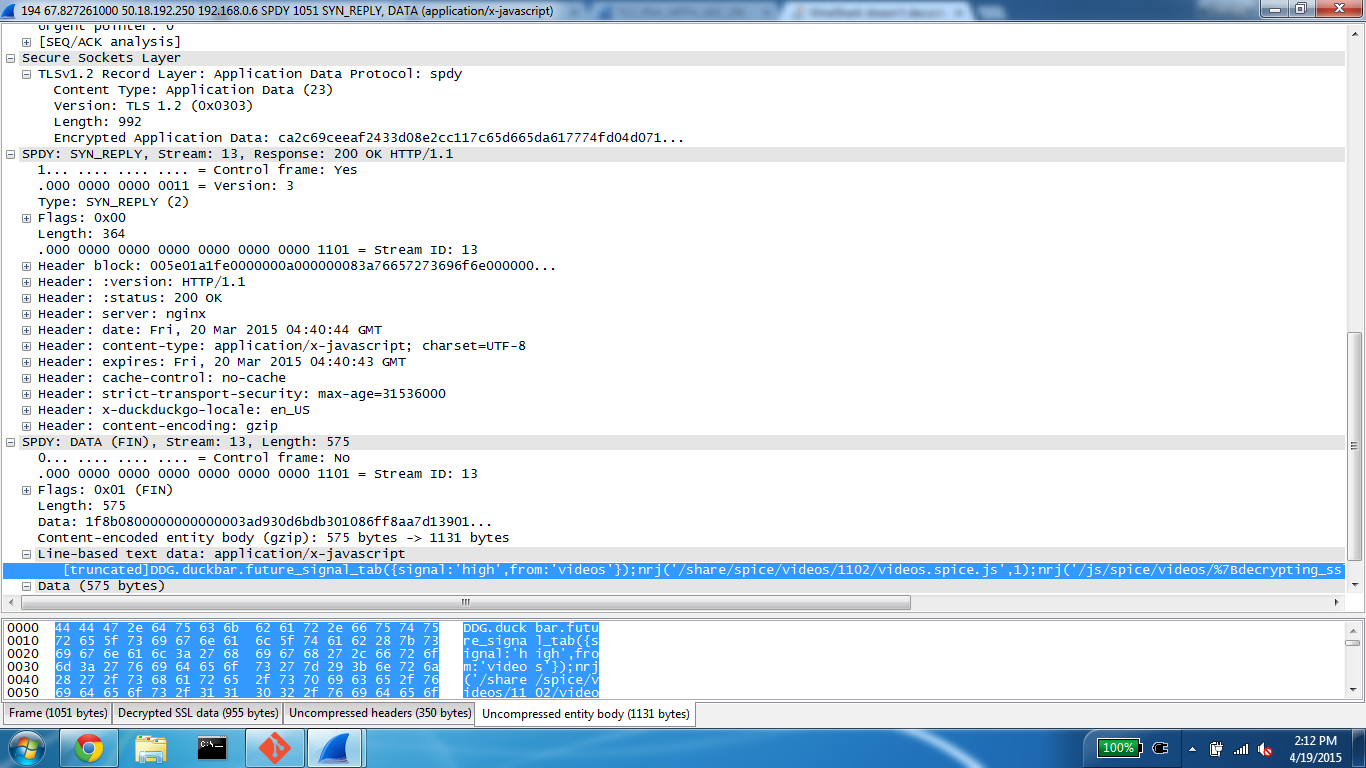 194 67.827261000 50.18.192.250 192.168.0.6 SPDY 1051 SYN_REPLY, DATA (application/x-javascript)
Urgent pointer: 0
[SEQ/ACK analysis]
Secure Sockets Layer
TLSv1.2 Record Layer: Application Data Protocol: spdy
Content Type: Application Data (23)
Version: TLS 1.2 (0x0303)
Length: 992
Encrypted Application Data: ca2c69ceeaf2433d08e2cc117c65d665da617774fd04d071...
SPDY: SYN_REPLY, Stream: 13, Response: 200 OK HTTP/1.1
1... .... .... .... = Control frame: Yes
.000 0000 0000 0011 = Version: 3
Type: SYN_REPLY (2)
Flags: 0x00
Length: 364
.000 0000 0000 0000 0000 0000 0000 1101 = Stream ID: 13
Header block: 005e01a1fe0000000a000000083a76657273696f6e000000...
Header: :version: HTTP/1.1
Header: :status: 200 OK
Header: server: nginx
Header: date: Fri, 20 Mar 2015 04:40:44 GMT
Header: content-type: application/x-javascript; charset=UTF-8
Header: expires: Fri, 20 Mar 2015 04:40:43 GMT
Header: cache-control: no-cache
Header: strict-transport-security: max-age=31536000
Header: x-duckduckgo-locale: en_US
Header: content-encoding: gzip
SPDY: DATA (FIN), Stream: 13, Length: 575
0... .... .... .... = Control frame: No
.000 0000 0000 0000 0000 0000 0000 1101 = Stream ID: 13
Flags: 0x01 (FIN)
Length: 575
Data: 1f8b0800000000000003ad930d6bdb301086ff8aa7d13901...
Content-encoded entity body (gzip): 575 bytes -> 1131 bytes
Line-based text data: application/x-javascript
[truncated]DDG.duckbar.future_signal_tab({signal:'high',from:'videos'});nrj('/share/spice/videos/1102/videos.spice.js',1);nrj('/js/spice/videos/%7Bdecrypting_ss
Data (575 bytes)
0000 44 44 47 2e 64 75 63 6b 62 61 72 2e 66 75 74 75 DDG.duck bar.futu
0010 72 65 5f 73 69 67 6e 61 6c 5f 74 61 62 28 7b 73 re_signa l_tab({s
0020 69 67 6e 61 6c 3a 27 68 69 67 68 27 2c 66 72 6f ignal:'h igh',fro
0030 6d 3a 27 76 69 64 65 6f 73 27 7d 29 3b 6e 72 6a m:'video s'});nrj
0040 28 27 2f 73 68 61 72 65 2f 73 70 69 63 65 2f 76 ('/share /spice/v
0050 69 64 65 6f 73 2f 31 31 30 32 2f 76 69 64 65 6f ideos/11 02/video
Frame (1051 bytes) Decrypted SSL data (955 bytes) Uncompressed headers (350 bytes) Uncompressed entity body (1131 bytes)
C:\
100%
2:12 PM
4/19/2015